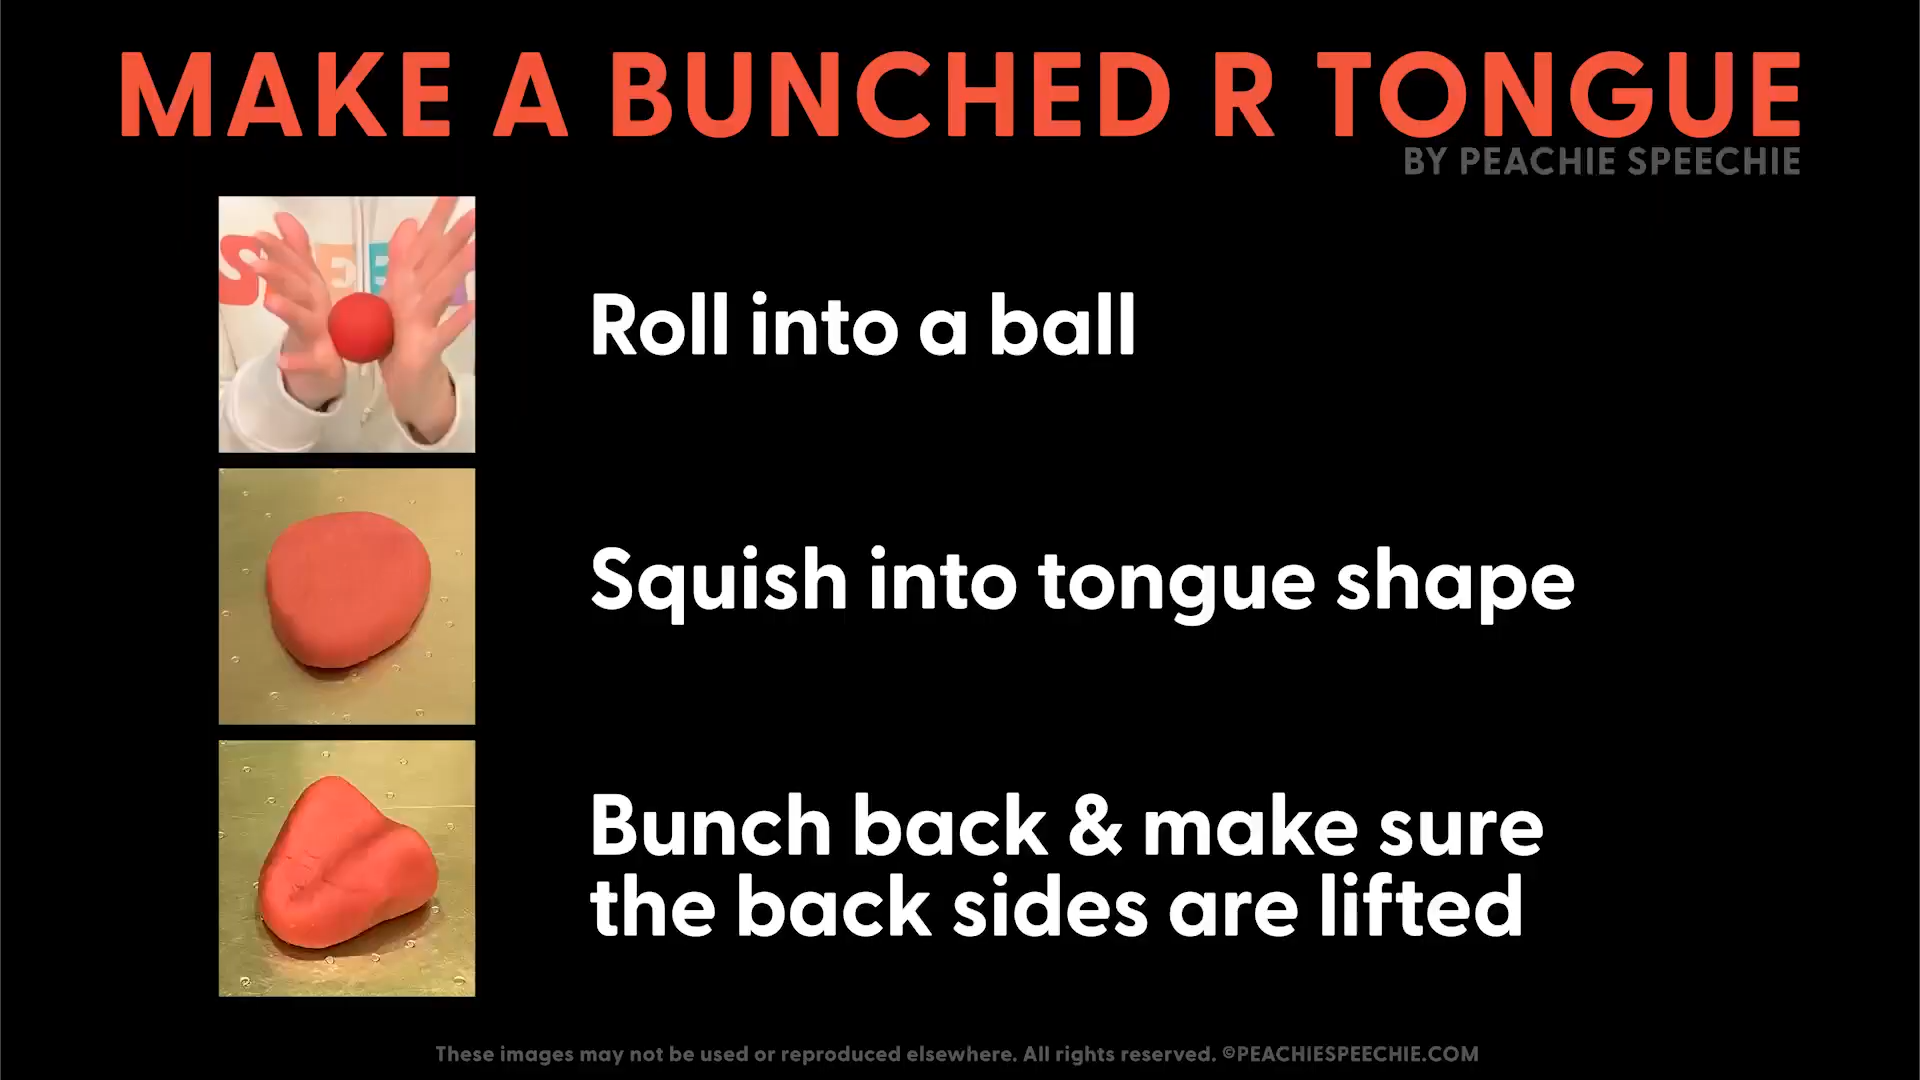 MAKE A BUNCHED R TONGUE
BY PEACHIE SPEECHIE
Roll into a ball
Squish into tongue shape
Bunch back & make sure
the back sides are lifted
These images may not be used or reproduced elsewhere. All rights reserved. ©PEACHIESPEECHIE.COM